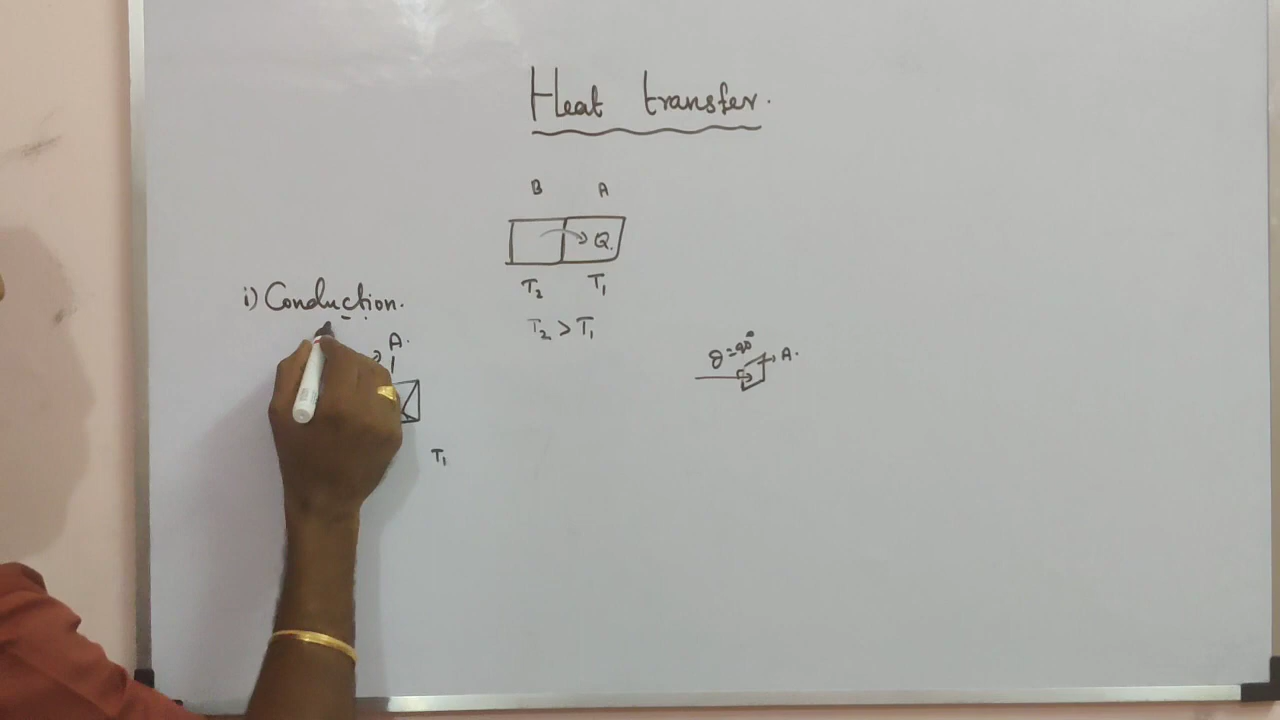 Heat transfer.
B A
Q.
T₂ T₁
T₂ > T₁
i) Conduction.
A.
T₁
θ=90° A.